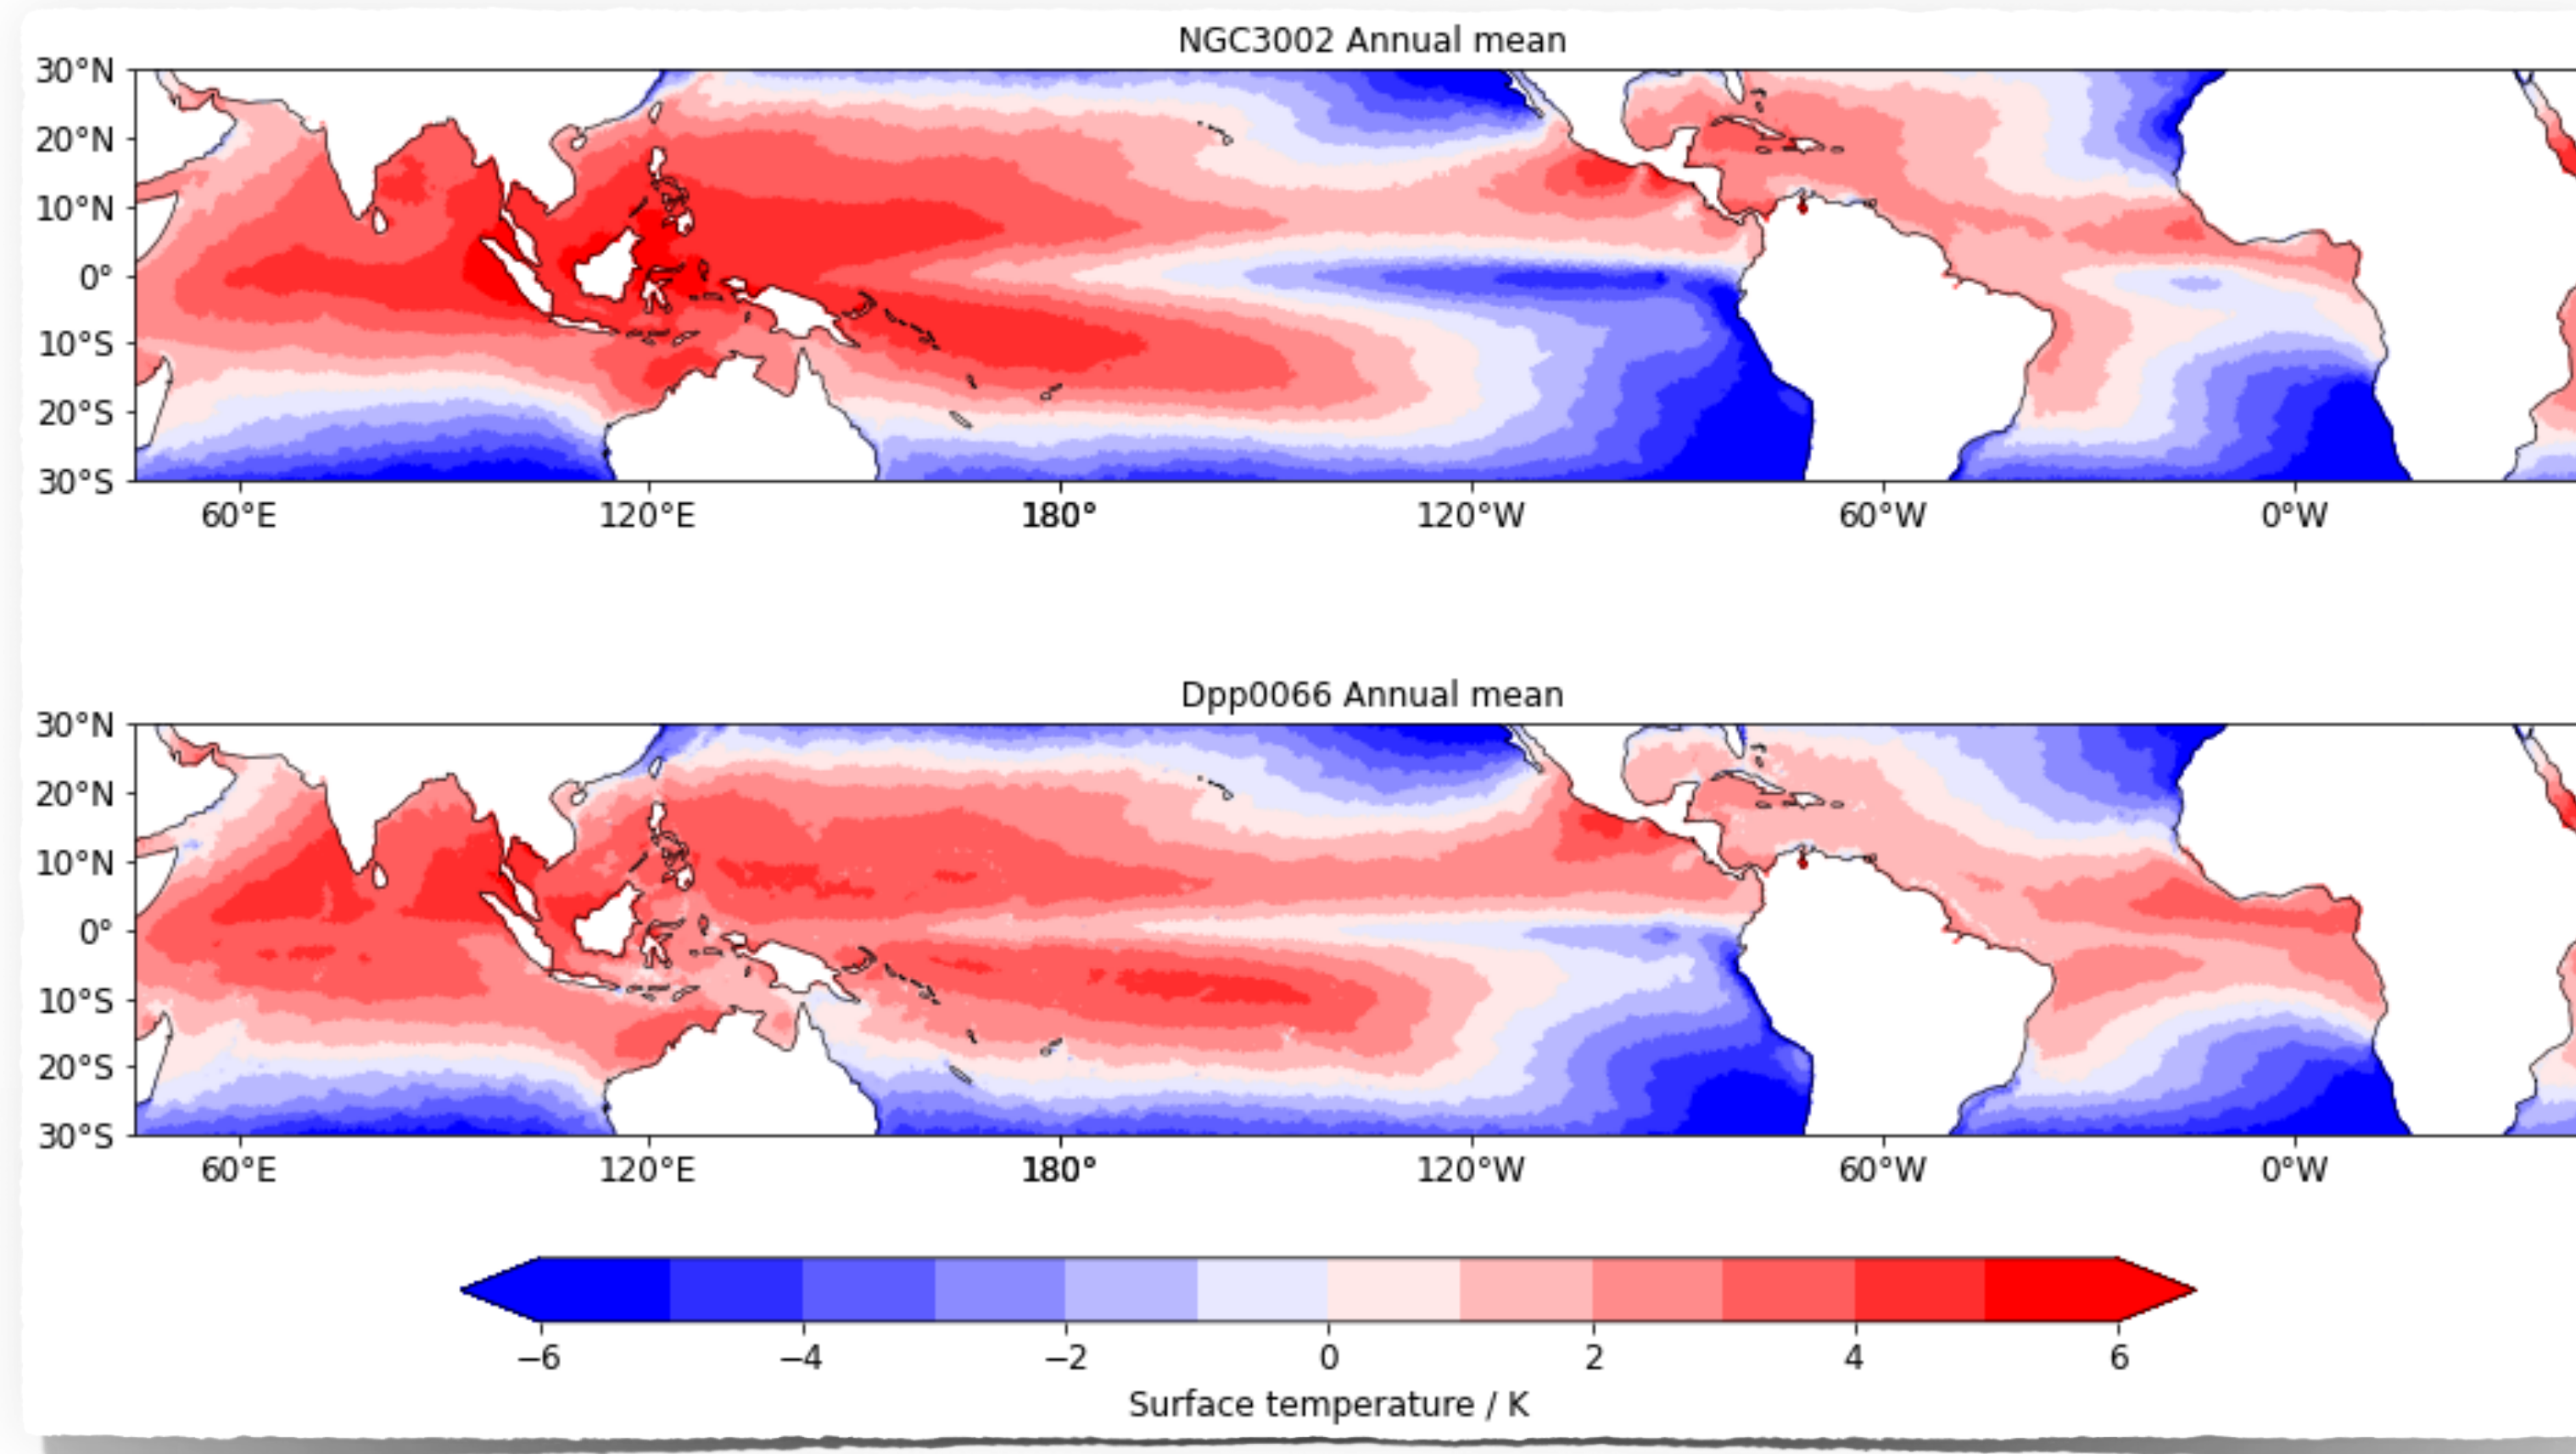 NGC3002 Annual mean
30°N
20°N
10°N
0°
10°S
20°S
30°S
60°E 120°E 180° 120°W 60°W 0°W
Dpp0066 Annual mean
30°N
20°N
10°N
0°
10°S
20°S
30°S
60°E 120°E 180° 120°W 60°W 0°W
−6 −4 −2 0 2 4 6
Surface temperature / K